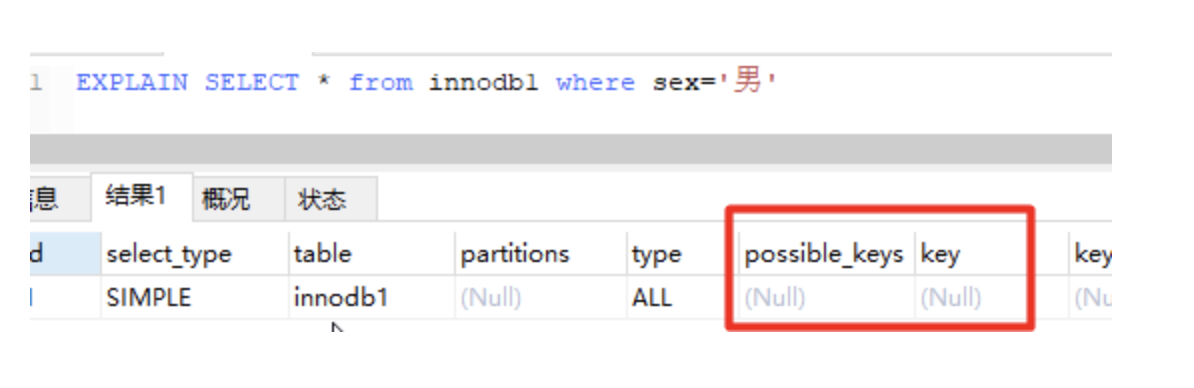 1 EXPLAIN SELECT * from innodb1 where sex='男'
息 结果1 概况 状态
d select_type table partitions type possible_keys key key
SIMPLE innodb1 (Null) ALL (Null) (Null) (Nu